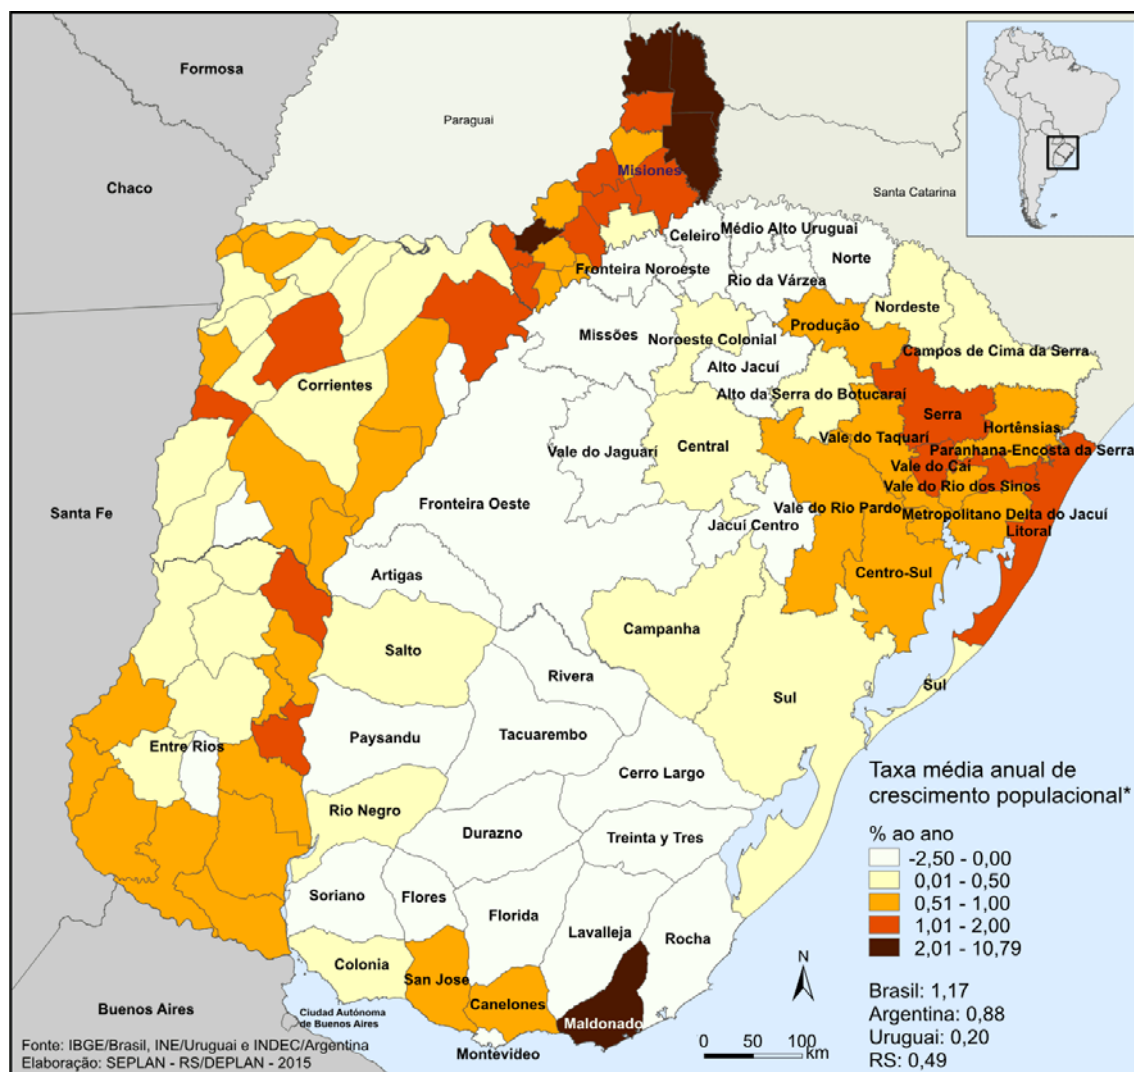 Formosa
Paraguai
Chaco
Misiones
Santa Catarina
Celeiro
Médio Alto Uruguai
Norte
Fronteira Noroeste
Rio da Várzea
Nordeste
Missões
Noroeste Colonial
Produção
Campos de Cima da Serra
Alto Jacuí
Corrientes
Alto da Serra do Botucaraí
Serra
Hortênsias
Vale do Taquarí
Central
Paranhana-Encosta da Serra
Vale do Jaguarí
Vale do Caí
Vale do Rio dos Sinos
Fronteira Oeste
Santa Fe
Vale do Rio Pardo
Metropolitano Delta do Jacuí
Jacui Centro
Litoral
Artigas
Centro-Sul
Campanha
Salto
Rivera
Sul
Sul
Paysandu
Tacuarembo
Entre Rios
Cerro Largo
Rio Negro
Durazno
Treinta y Tres
Soriano
Flores
Florida
Lavalleja
Rocha
Colonia
San Jose
Canelones
Maldonado
Buenos Aires
Ciudad Autónoma
de Buenos Aires
Montevideo
Taxa média anual de
crescimento populacional*
% ao ano
-2,50 - 0,00
0,01 - 0,50
0,51 - 1,00
1,01 - 2,00
2,01 - 10,79
N
0 50 100
km
Brasil: 1,17
Argentina: 0,88
Uruguai: 0,20
RS: 0,49
Fonte: IBGE/Brasil, INE/Uruguai e INDEC/Argentina
Elaboração: SEPLAN - RS/DEPLAN - 2015